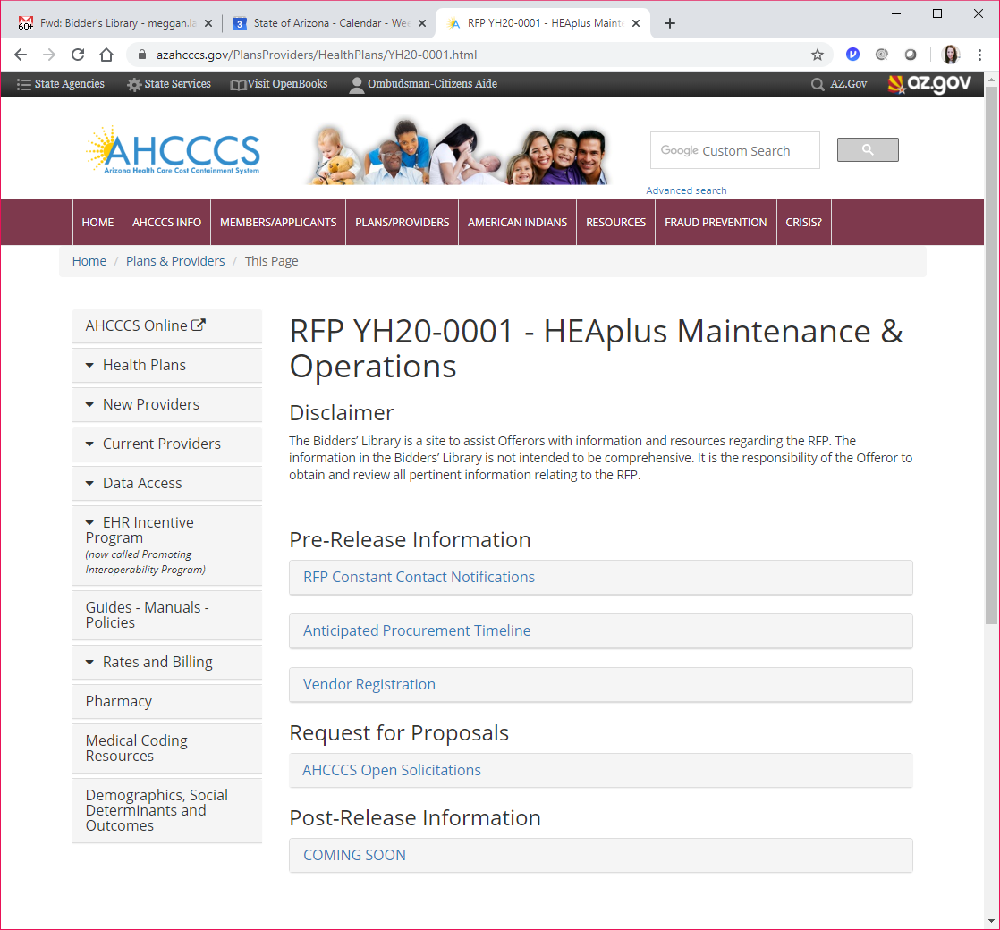 Fwd: Bidder's Library - meggan.la
State of Arizona - Calendar - Wee
RFP YH20-0001 - HEAplus Mainte
60+
3
azahcccs.gov/PlansProviders/HealthPlans/YH20-0001.html
State Agencies
State Services
Visit OpenBooks
Ombudsman-Citizens Aide
AZ.Gov
az.gov
AHCCCS
Arizona Health Care Cost Containment System
Google Custom Search
Advanced search
HOME
AHCCCS INFO
MEMBERS/APPLICANTS
PLANS/PROVIDERS
AMERICAN INDIANS
RESOURCES
FRAUD PREVENTION
CRISIS?
Home / Plans & Providers / This Page
AHCCCS Online
Health Plans
New Providers
Current Providers
Data Access
EHR Incentive
Program
(now called Promoting
Interoperability Program)
Guides - Manuals -
Policies
Rates and Billing
Pharmacy
Medical Coding
Resources
Demographics, Social
Determinants and
Outcomes
RFP YH20-0001 - HEAplus Maintenance &
Operations
Disclaimer
The Bidders’ Library is a site to assist Offerors with information and resources regarding the RFP. The
information in the Bidders’ Library is not intended to be comprehensive. It is the responsibility of the Offeror to
obtain and review all pertinent information relating to the RFP.
Pre-Release Information
RFP Constant Contact Notifications
Anticipated Procurement Timeline
Vendor Registration
Request for Proposals
AHCCCS Open Solicitations
Post-Release Information
COMING SOON